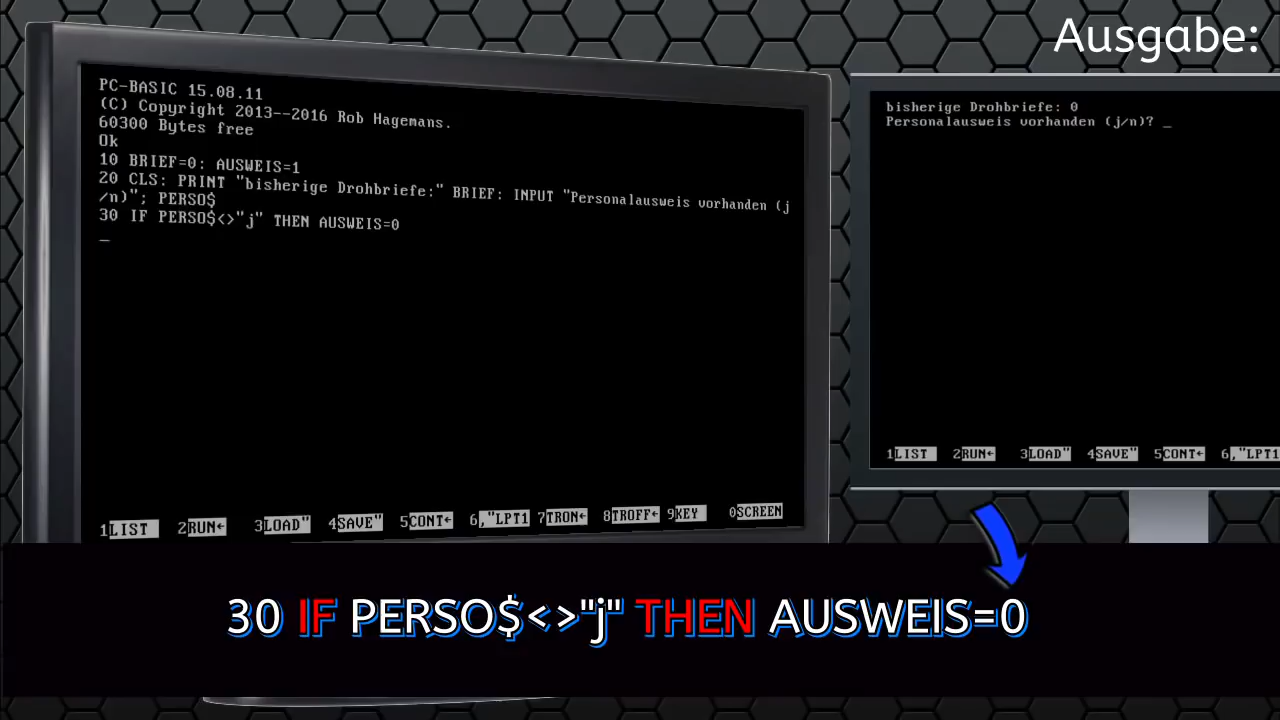 Ausgabe:
PC-BASIC 15.08.11
(C) Copyright 2013--2016 Rob Hagemans.
60300 Bytes free
Ok
10 BRIEF=0: AUSWEIS=1
20 CLS: PRINT "bisherige Drohbriefe:" BRIEF: INPUT "Personalausweis vorhanden (j
/n)"; PERSO$
30 IF PERSO$<>"j" THEN AUSWEIS=0
_
1LIST 2RUN← 3LOAD" 4SAVE" 5CONT← 6,"LPT1 7TRON← 8TROFF← 9KEY 0SCREEN
bisherige Drohbriefe: 0
Personalausweis vorhanden (j/n)? _
1LIST 2RUN← 3LOAD" 4SAVE" 5CONT← 6,"LPT1
30 IF PERSO$<>"j" THEN AUSWEIS=0